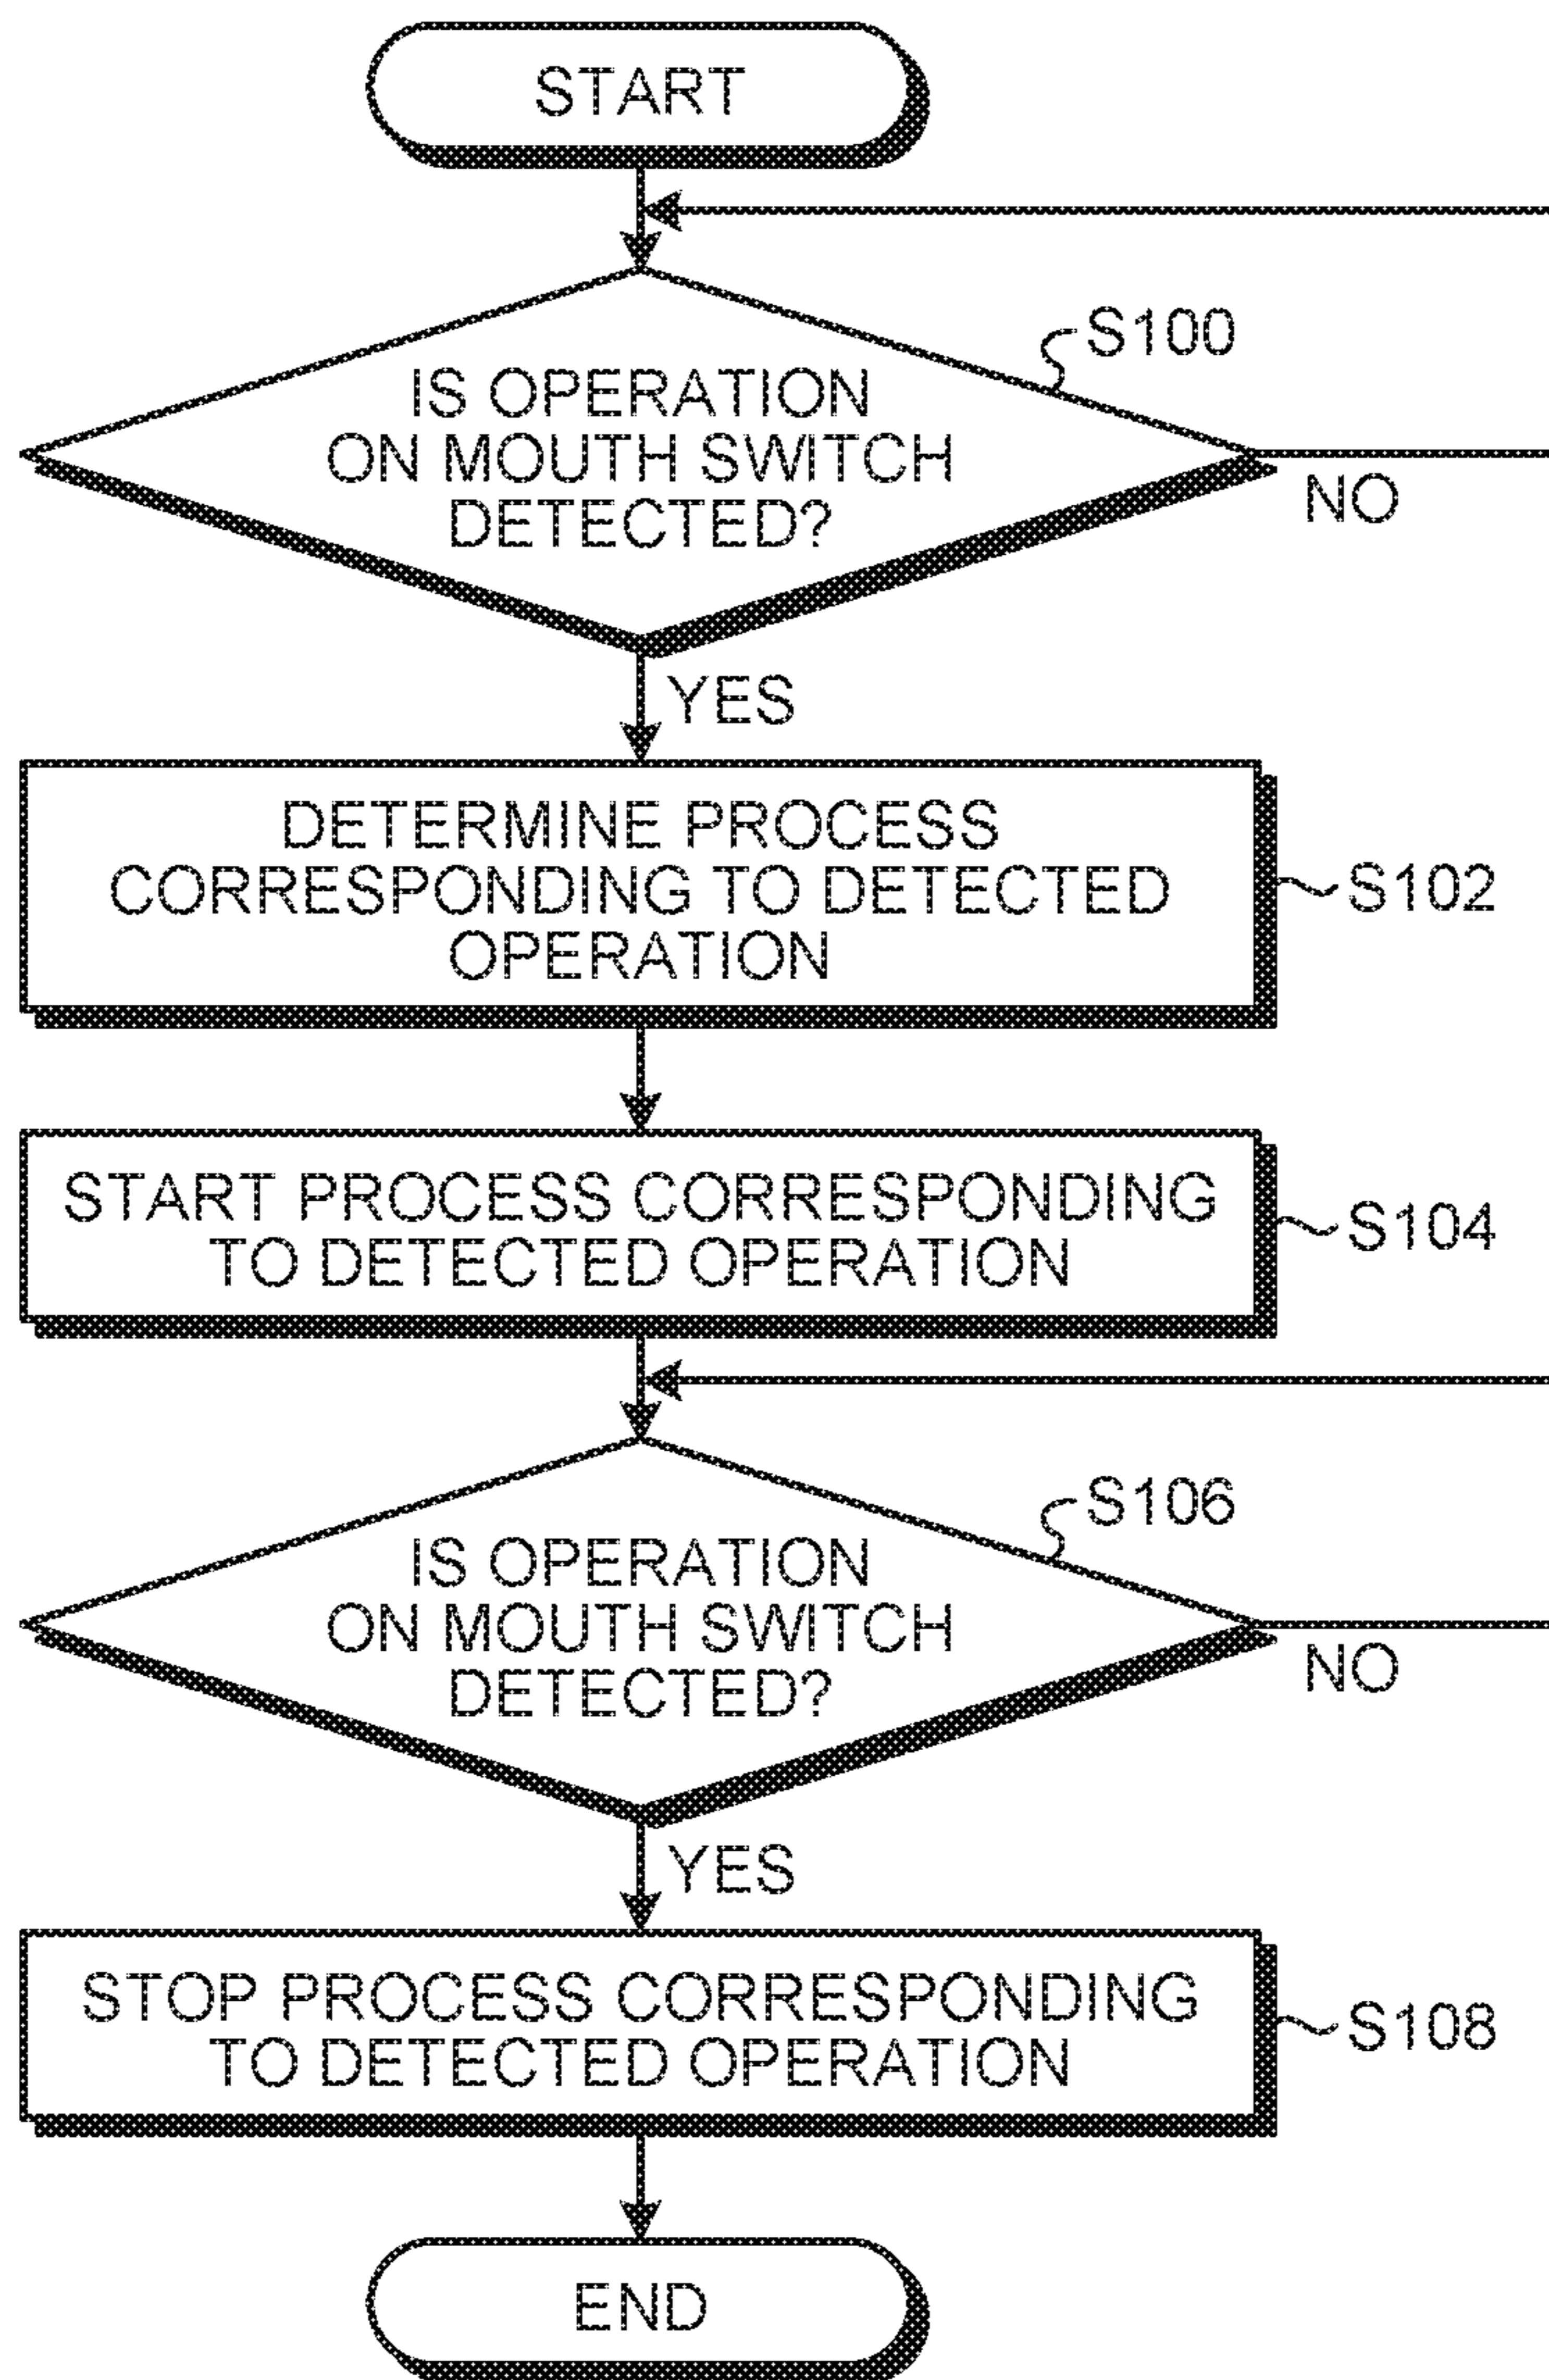 START
S100
IS OPERATION
ON MOUTH SWITCH
DETECTED?
NO
YES
DETERMINE PROCESS
CORRESPONDING TO DETECTED
OPERATION
S102
START PROCESS CORRESPONDING
TO DETECTED OPERATION
S104
S106
IS OPERATION
ON MOUTH SWITCH
DETECTED?
NO
YES
STOP PROCESS CORRESPONDING
TO DETECTED OPERATION
S108
END